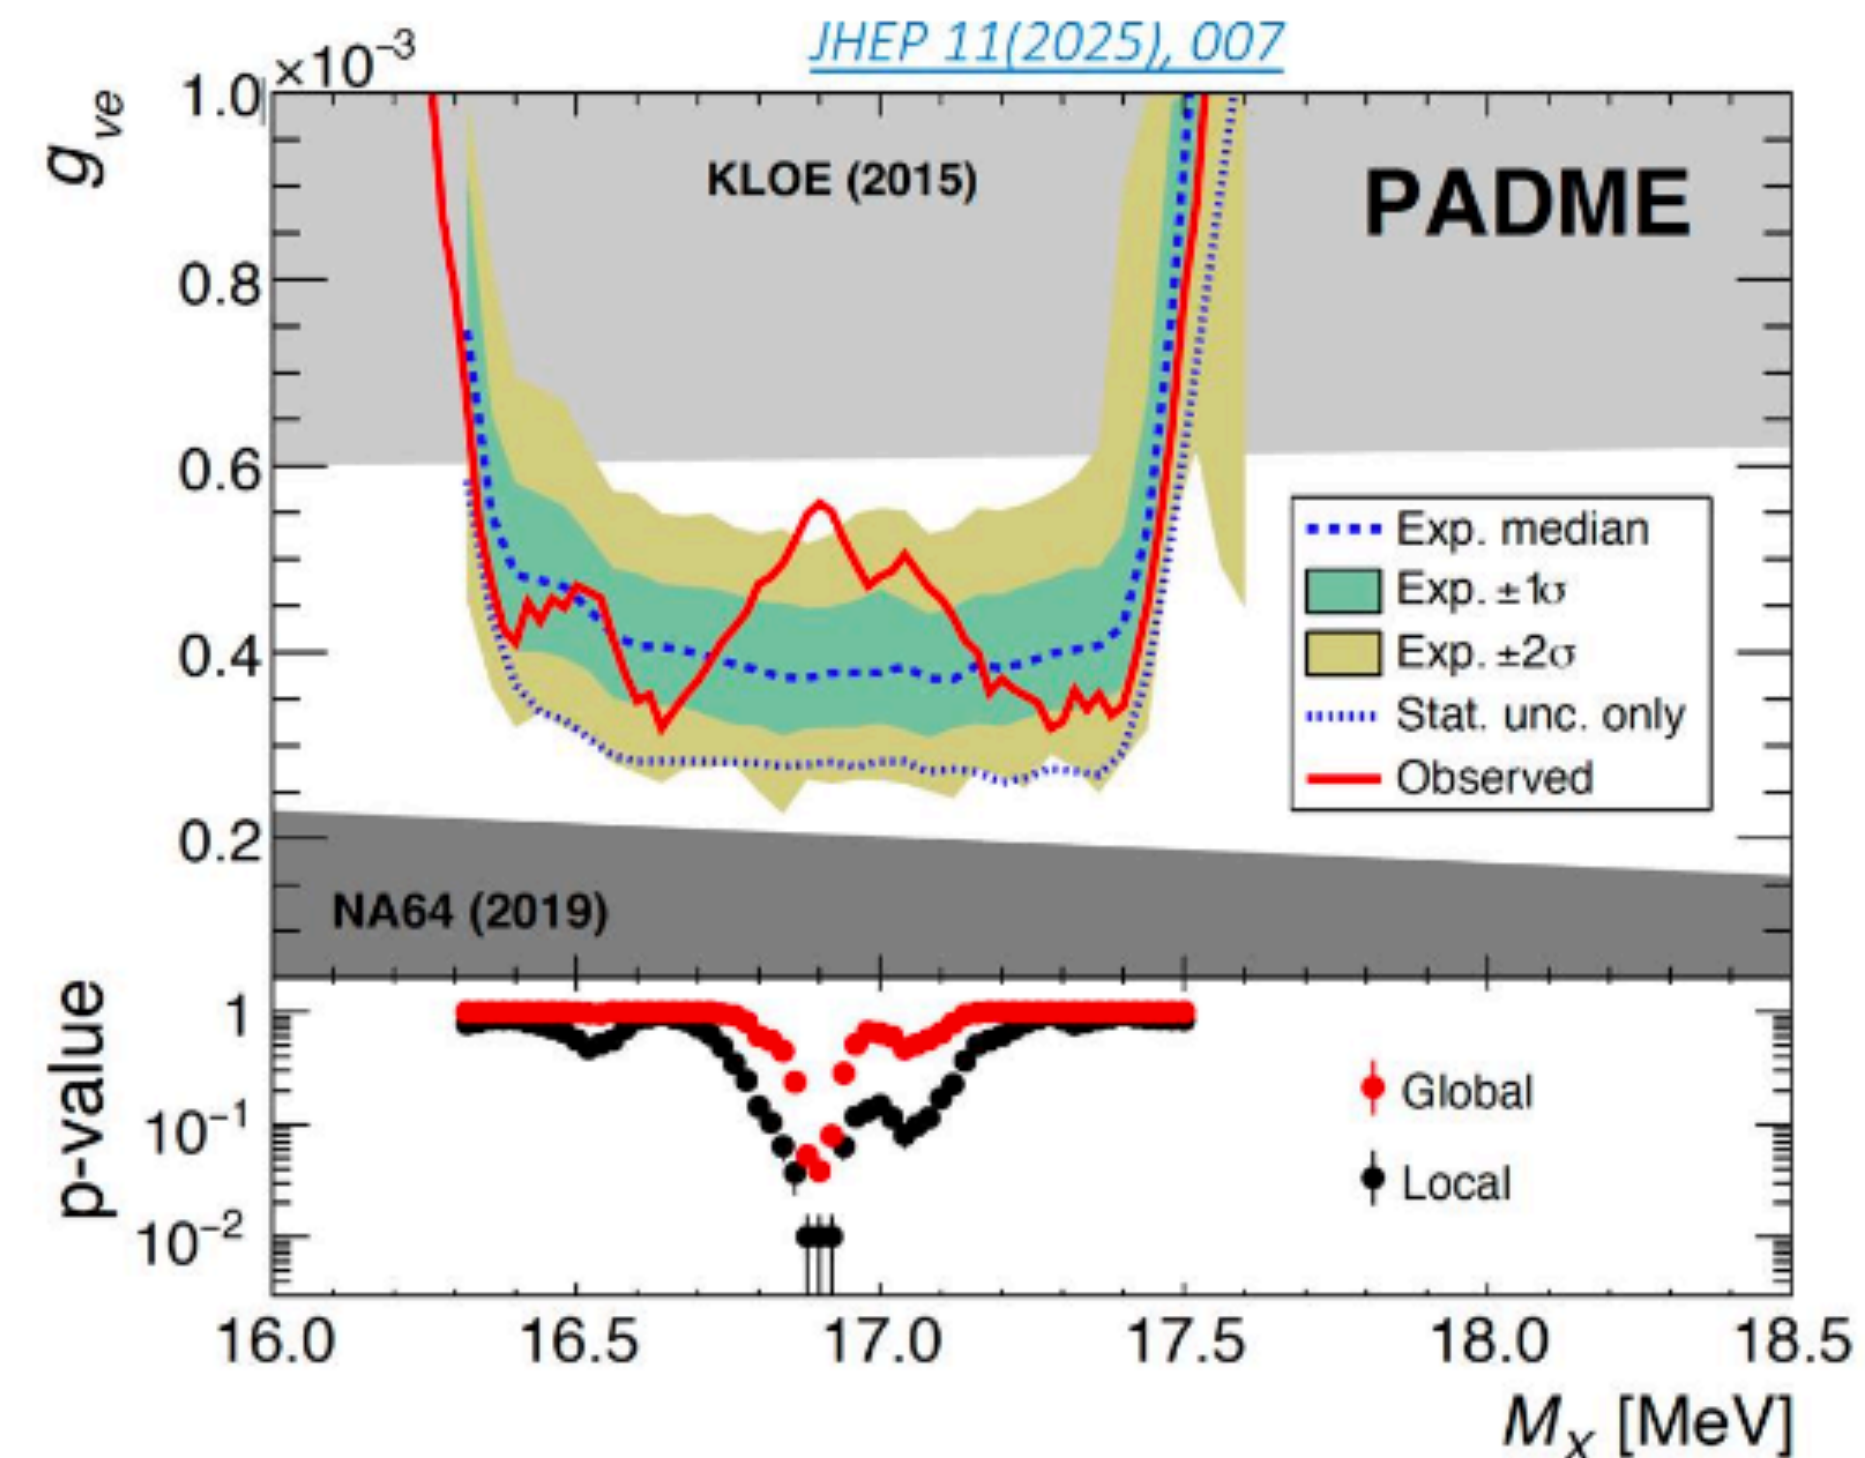 JHEP 11(2025), 007
×10⁻³
g_ve
1.0
0.8
0.6
0.4
0.2
KLOE (2015)
PADME
Exp. median
Exp. ±1σ
Exp. ±2σ
Stat. unc. only
Observed
NA64 (2019)
p-value
1
10⁻¹
10⁻²
Global
Local
16.0 16.5 17.0 17.5 18.0 18.5
M_X [MeV]